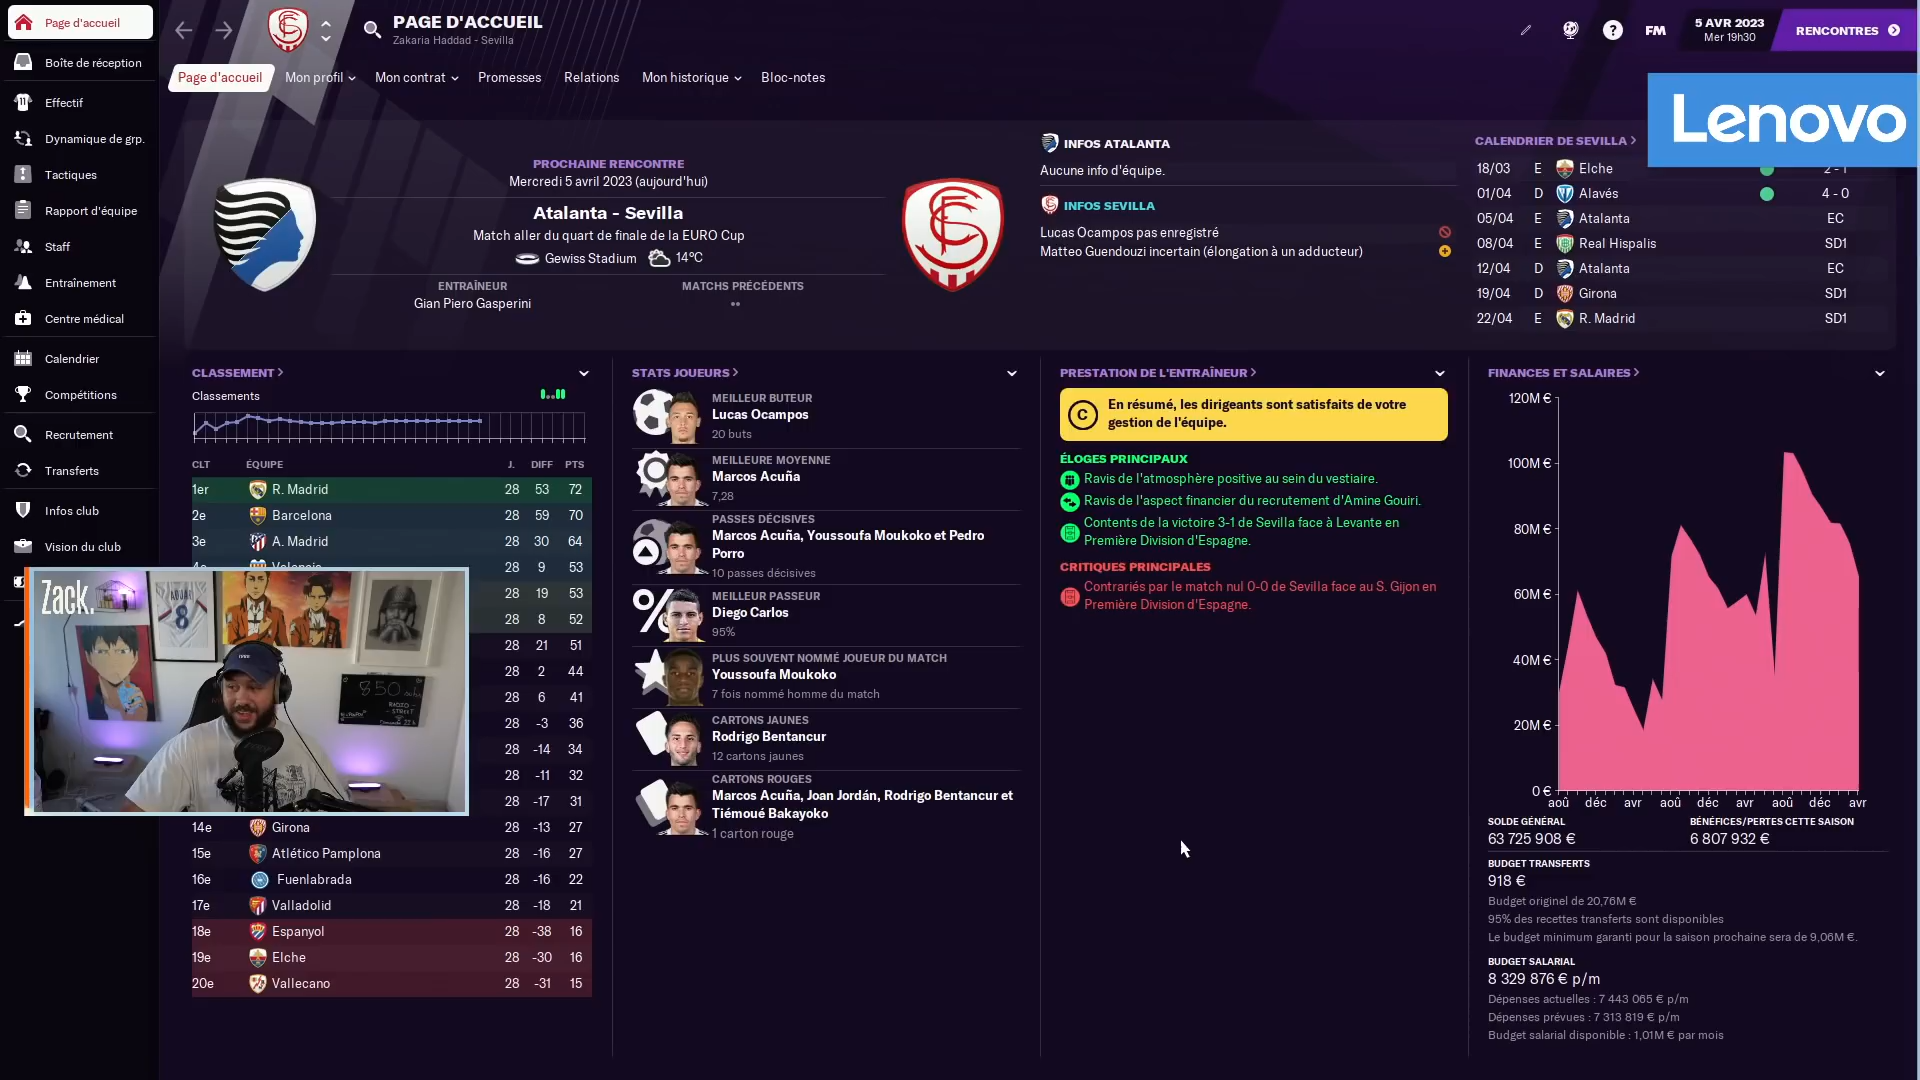 Page d'accueil
Boîte de réception
Effectif
Dynamique de grp.
Tactiques
Rapport d'équipe
Staff
Entraînement
Centre médical
Calendrier
Compétitions
Recrutement
Transferts
Infos club
Vision du club
PAGE D'ACCUEIL
Zakaria Haddad - Sevilla
FM
5 AVR 2023
Mer 19h30
RENCONTRES
Page d'accueil
Mon profil
Mon contrat
Promesses
Relations
Mon historique
Bloc-notes
Lenovo
PROCHAINE RENCONTRE
Mercredi 5 avril 2023 (aujourd'hui)
Atalanta - Sevilla
Match aller du quart de finale de la EURO Cup
Gewiss Stadium 14°C
ENTRAÎNEUR
Gian Piero Gasperini
MATCHS PRÉCÉDENTS
INFOS ATALANTA
Aucune info d'équipe.
INFOS SEVILLA
Lucas Ocampos pas enregistré
Matteo Guendouzi incertain (élongation à un adducteur)
CALENDRIER DE SEVILLA
18/03 E Elche 2 - 1
01/04 D Alavés 4 - 0
05/04 E Atalanta EC
08/04 E Real Hispalis SD1
12/04 D Atalanta EC
19/04 D Girona SD1
22/04 E R. Madrid SD1
CLASSEMENT
Classements
CLT ÉQUIPE J. DIFF PTS
1er R. Madrid 28 53 72
2e Barcelona 28 59 70
3e A. Madrid 28 30 64
28 9 53
28 19 53
28 8 52
28 21 51
28 2 44
28 6 41
28 -3 36
28 -14 34
28 -11 32
28 -17 31
14e Girona 28 -13 27
15e Atlético Pamplona 28 -16 27
16e Fuenlabrada 28 -16 22
17e Valladolid 28 -18 21
18e Espanyol 28 -38 16
19e Elche 28 -30 16
20e Vallecano 28 -31 15
Zack.
8
850
RADIO
STREET
STATS JOUEURS
MEILLEUR BUTEUR
Lucas Ocampos
20 buts
MEILLEURE MOYENNE
Marcos Acuña
7,28
PASSES DÉCISIVES
Marcos Acuña, Youssoufa Moukoko et Pedro
Porro
10 passes décisives
MEILLEUR PASSEUR
Diego Carlos
95%
PLUS SOUVENT NOMMÉ JOUEUR DU MATCH
Youssoufa Moukoko
7 fois nommé homme du match
CARTONS JAUNES
Rodrigo Bentancur
12 cartons jaunes
CARTONS ROUGES
Marcos Acuña, Joan Jordán, Rodrigo Bentancur et
Tiémoué Bakayoko
1 carton rouge
PRESTATION DE L'ENTRAÎNEUR
C
En résumé, les dirigeants sont satisfaits de votre
gestion de l'équipe.
ÉLOGES PRINCIPAUX
Ravis de l'atmosphère positive au sein du vestiaire.
Ravis de l'aspect financier du recrutement d'Amine Gouiri.
Contents de la victoire 3-1 de Sevilla face à Levante en
Première Division d'Espagne.
CRITIQUES PRINCIPALES
Contrariés par le match nul 0-0 de Sevilla face au S. Gijon en
Première Division d'Espagne.
FINANCES ET SALAIRES
120M €
100M €
80M €
60M €
40M €
20M €
0 €
aoû déc avr aoû déc avr aoû déc avr
SOLDE GÉNÉRAL
63 725 908 €
BÉNÉFICES/PERTES CETTE SAISON
6 807 932 €
BUDGET TRANSFERTS
918 €
Budget originel de 20,76M €
95% des recettes transferts sont disponibles
Le budget minimum garanti pour la saison prochaine sera de 9,06M €.
BUDGET SALARIAL
8 329 876 € p/m
Dépenses actuelles : 7 443 065 € p/m
Dépenses prévues : 7 313 819 € p/m
Budget salarial disponible : 1,01M € par mois